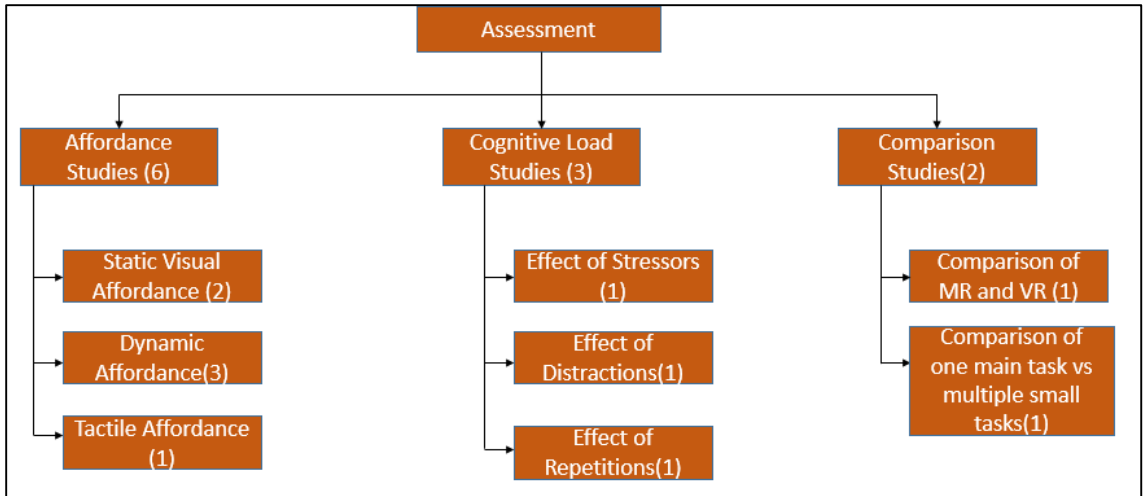 Assessment
Affordance
Studies (6)
Cognitive Load
Studies (3)
Comparison
Studies(2)
Static Visual
Affordance (2)
Dynamic
Affordance(3)
Tactile Affordance
(1)
Effect of Stressors
(1)
Effect of
Distractions(1)
Effect of
Repetitions(1)
Comparison of
MR and VR (1)
Comparison of
one main task vs
multiple small
tasks(1)